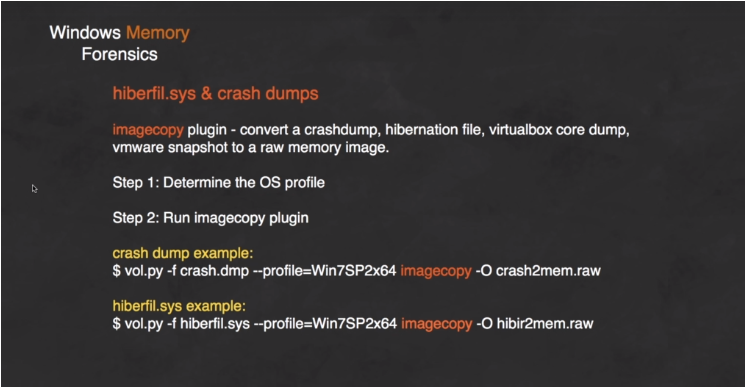 Windows Memory
Forensics
hiberfil.sys & crash dumps
imagecopy plugin - convert a crashdump, hibernation file, virtualbox core dump,
vmware snapshot to a raw memory image.
Step 1: Determine the OS profile
Step 2: Run imagecopy plugin
crash dump example:
$ vol.py -f crash.dmp --profile=Win7SP2x64 imagecopy -O crash2mem.raw
hiberfil.sys example:
$ vol.py -f hiberfil.sys --profile=Win7SP2x64 imagecopy -O hibir2mem.raw